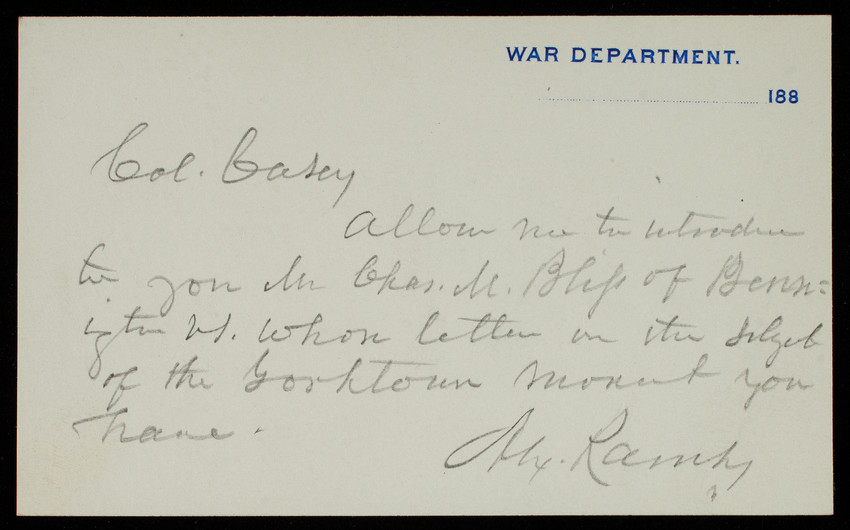 WAR DEPARTMENT.
188
Col. Casey
Allow me to introduce
to you Mr Chas. M. Bliss of Benn=
ington Vt. whose letter on the subject
of the Yorktown Monument you
have.
Alex. Ramsey